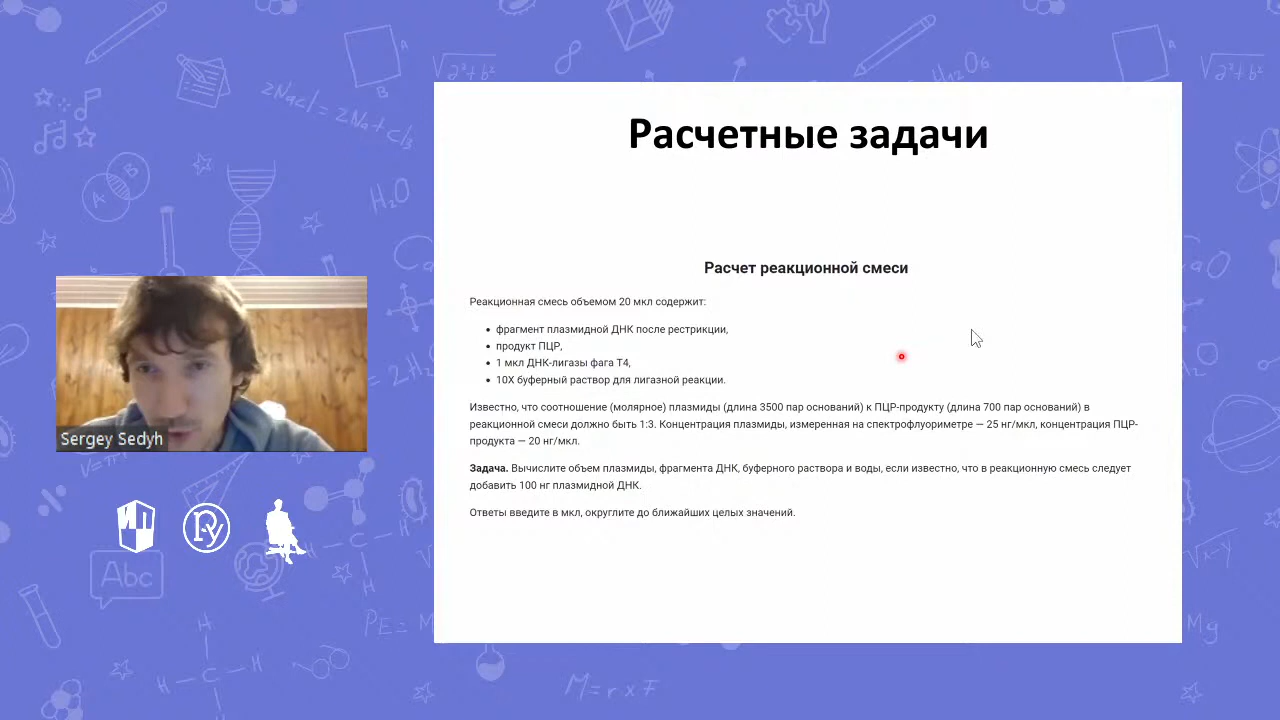 Расчетные задачи
Расчет реакционной смеси
Реакционная смесь объемом 20 мкл содержит:
• фрагмент плазмидной ДНК после рестрикции,
• продукт ПЦР,
• 1 мкл ДНК-лигазы фага Т4,
• 10X буферный раствор для лигазной реакции.
Известно, что соотношение (молярное) плазмиды (длина 3500 пар оснований) к ПЦР-продукту (длина 700 пар оснований) в
реакционной смеси должно быть 1:3. Концентрация плазмиды, измеренная на спектрофлуориметре — 25 нг/мкл, концентрация ПЦР-
продукта — 20 нг/мкл.
Задача. Вычислите объем плазмиды, фрагмента ДНК, буферного раствора и воды, если известно, что в реакционную смесь следует
добавить 100 нг плазмидной ДНК.
Ответы введите в мкл, округлите до ближайших целых значений.
Sergey Sedyh
Abc
H₂O
M = r x F